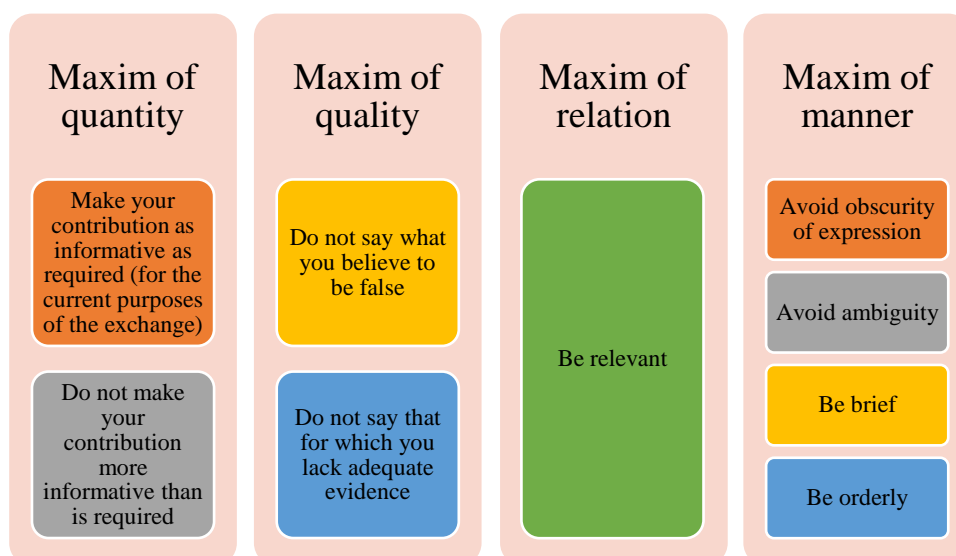 Maxim of
quantity
Make your
contribution as
informative as
required (for the
current purposes
of the exchange)
Do not make
your
contribution
more
informative than
is required
Maxim of
quality
Do not say what
you believe to
be false
Do not say that
for which you
lack adequate
evidence
Maxim of
relation
Be relevant
Maxim of
manner
Avoid obscurity
of expression
Avoid ambiguity
Be brief
Be orderly